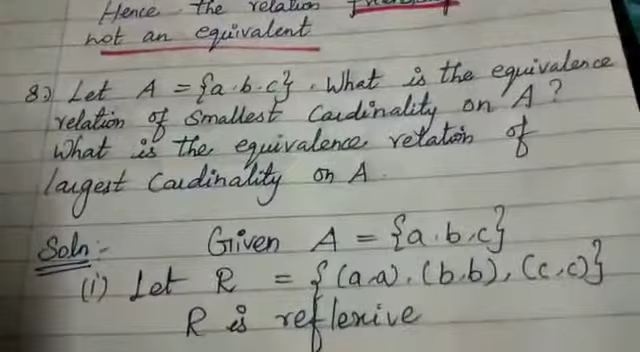 Hence the relation
not an equivalent
8) Let A = {a.b.c}. What is the equivalence
relation of smallest Cardinality on A?
What is the equivalence relation of
largest Cardinality on A.
Soln:- Given A = {a.b.c}
(i) Let R = {(a.a).(b.b),(c.c)}
R is reflexive